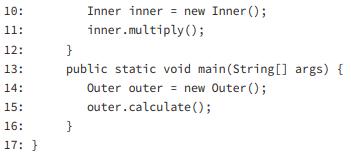 10:         Inner inner = new Inner();
11:         inner.multiply();
12:      }
13:      public static void main(String[] args) {
14:         Outer outer = new Outer();
15:         outer.calculate();
16:      }
17: }